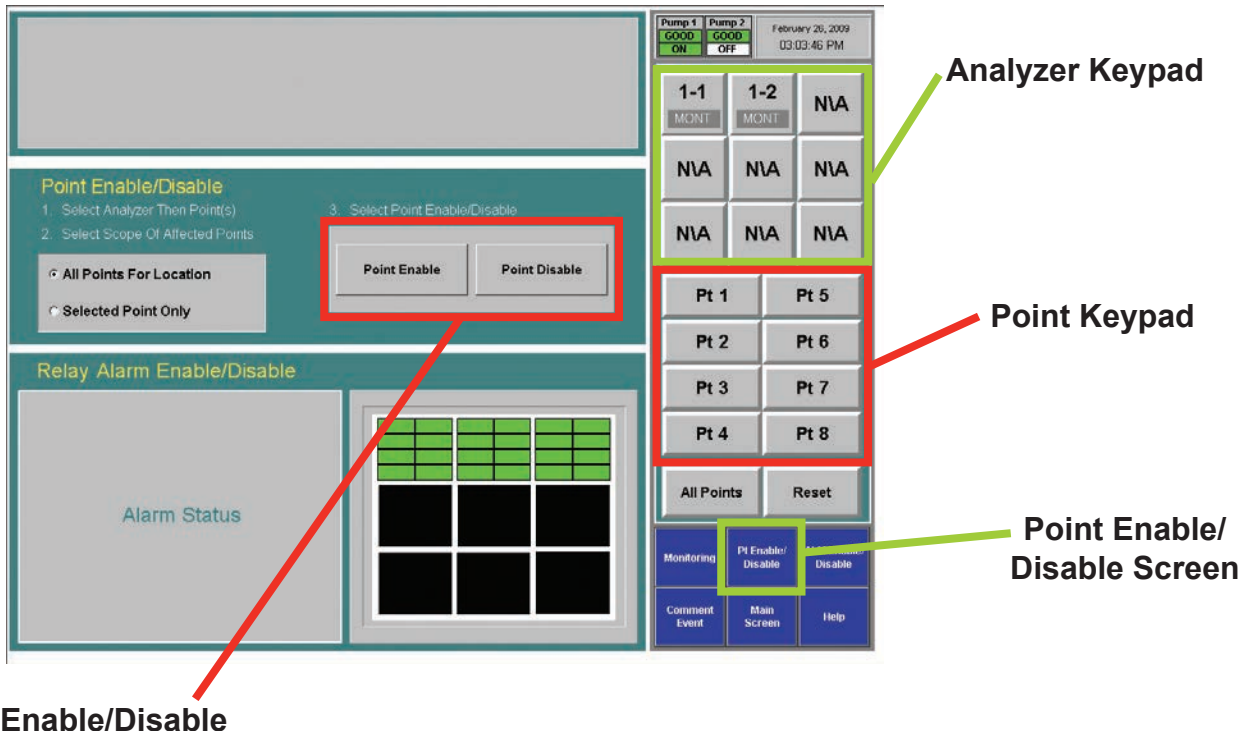 Pump 1 Pump 2
GOOD GOOD
ON OFF
February 26, 2009
03:03:46 PM
Analyzer Keypad
1-1 1-2 N\A
MONT MONT
N\A N\A N\A
N\A N\A N\A
Point Enable/Disable
1. Select Analyzer Then Point(s)
2. Select Scope Of Affected Points
All Points For Location
Selected Point Only
3. Select Point Enable/Disable
Point Enable Point Disable
Pt 1 Pt 5
Pt 2 Pt 6
Pt 3 Pt 7
Pt 4 Pt 8
Point Keypad
All Points Reset
Relay Alarm Enable/Disable
Alarm Status
Monitoring
Pt Enable/
Disable
Disable
Comment
Event
Main
Screen
Help
Point Enable/
Disable Screen
Enable/Disable